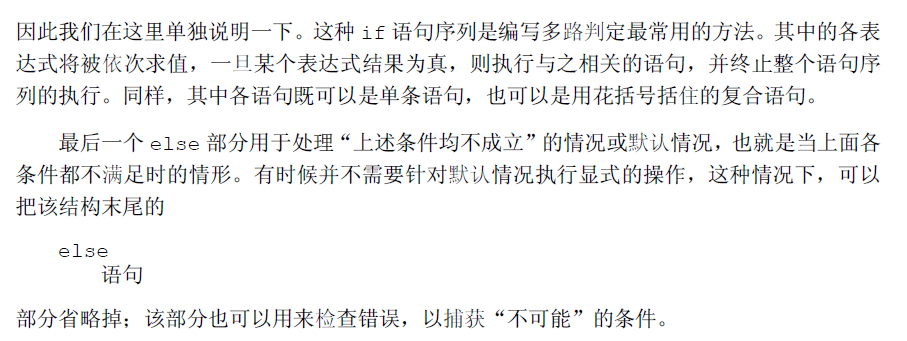 因此我们在这里单独说明一下。这种 if 语句序列是编写多路判定最常用的方法。其中的各表
达式将被依次求值，一旦某个表达式结果为真，则执行与之相关的语句，并终止整个语句序
列的执行。同样，其中各语句既可以是单条语句，也可以是用花括号括住的复合语句。
最后一个 else 部分用于处理“上述条件均不成立”的情况或默认情况，也就是当上面各
条件都不满足时的情形。有时候并不需要针对默认情况执行显式的操作，这种情况下，可以
把该结构末尾的
else
语句
部分省略掉；该部分也可以用来检查错误，以捕获“不可能”的条件。